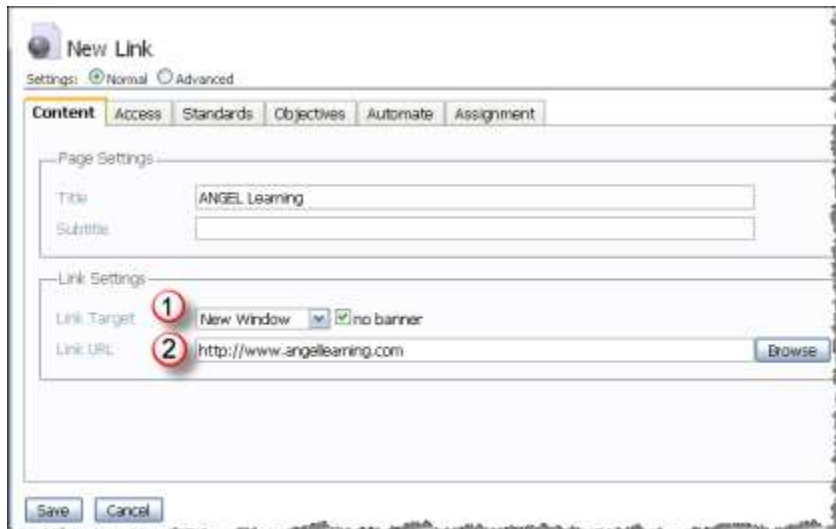 New Link
Settings: Normal Advanced
Content Access Standards Objectives Automate Assignment
Page Settings
Title ANGEL Learning
Subtitle
Link Settings
Link Target 1 New Window no banner
Link URL 2 http://www.angellearning.com Browse
Save Cancel